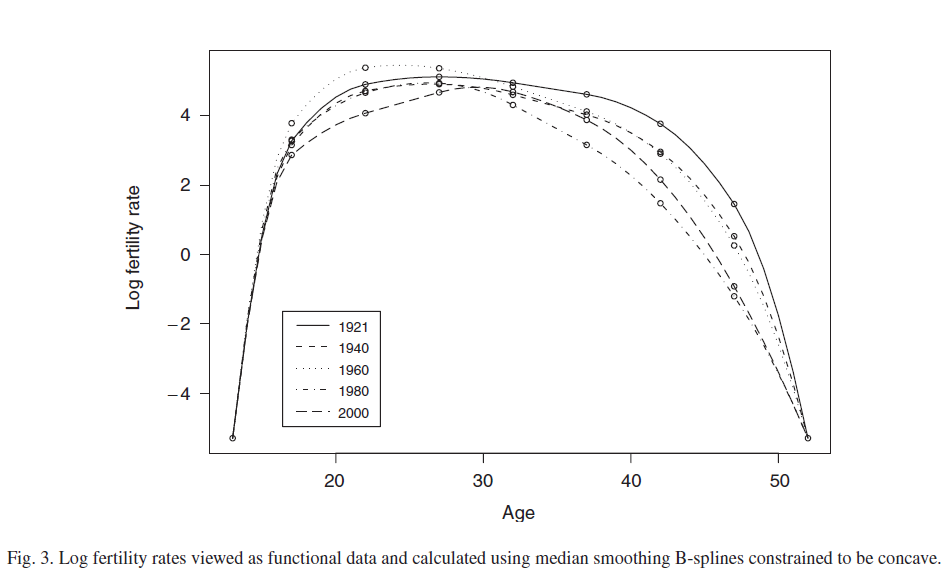 4
2
0
−2
−4
Log fertility rate
1921
1940
1960
1980
2000
20 30 40 50
Age
Fig. 3. Log fertility rates viewed as functional data and calculated using median smoothing B-splines constrained to be concave.